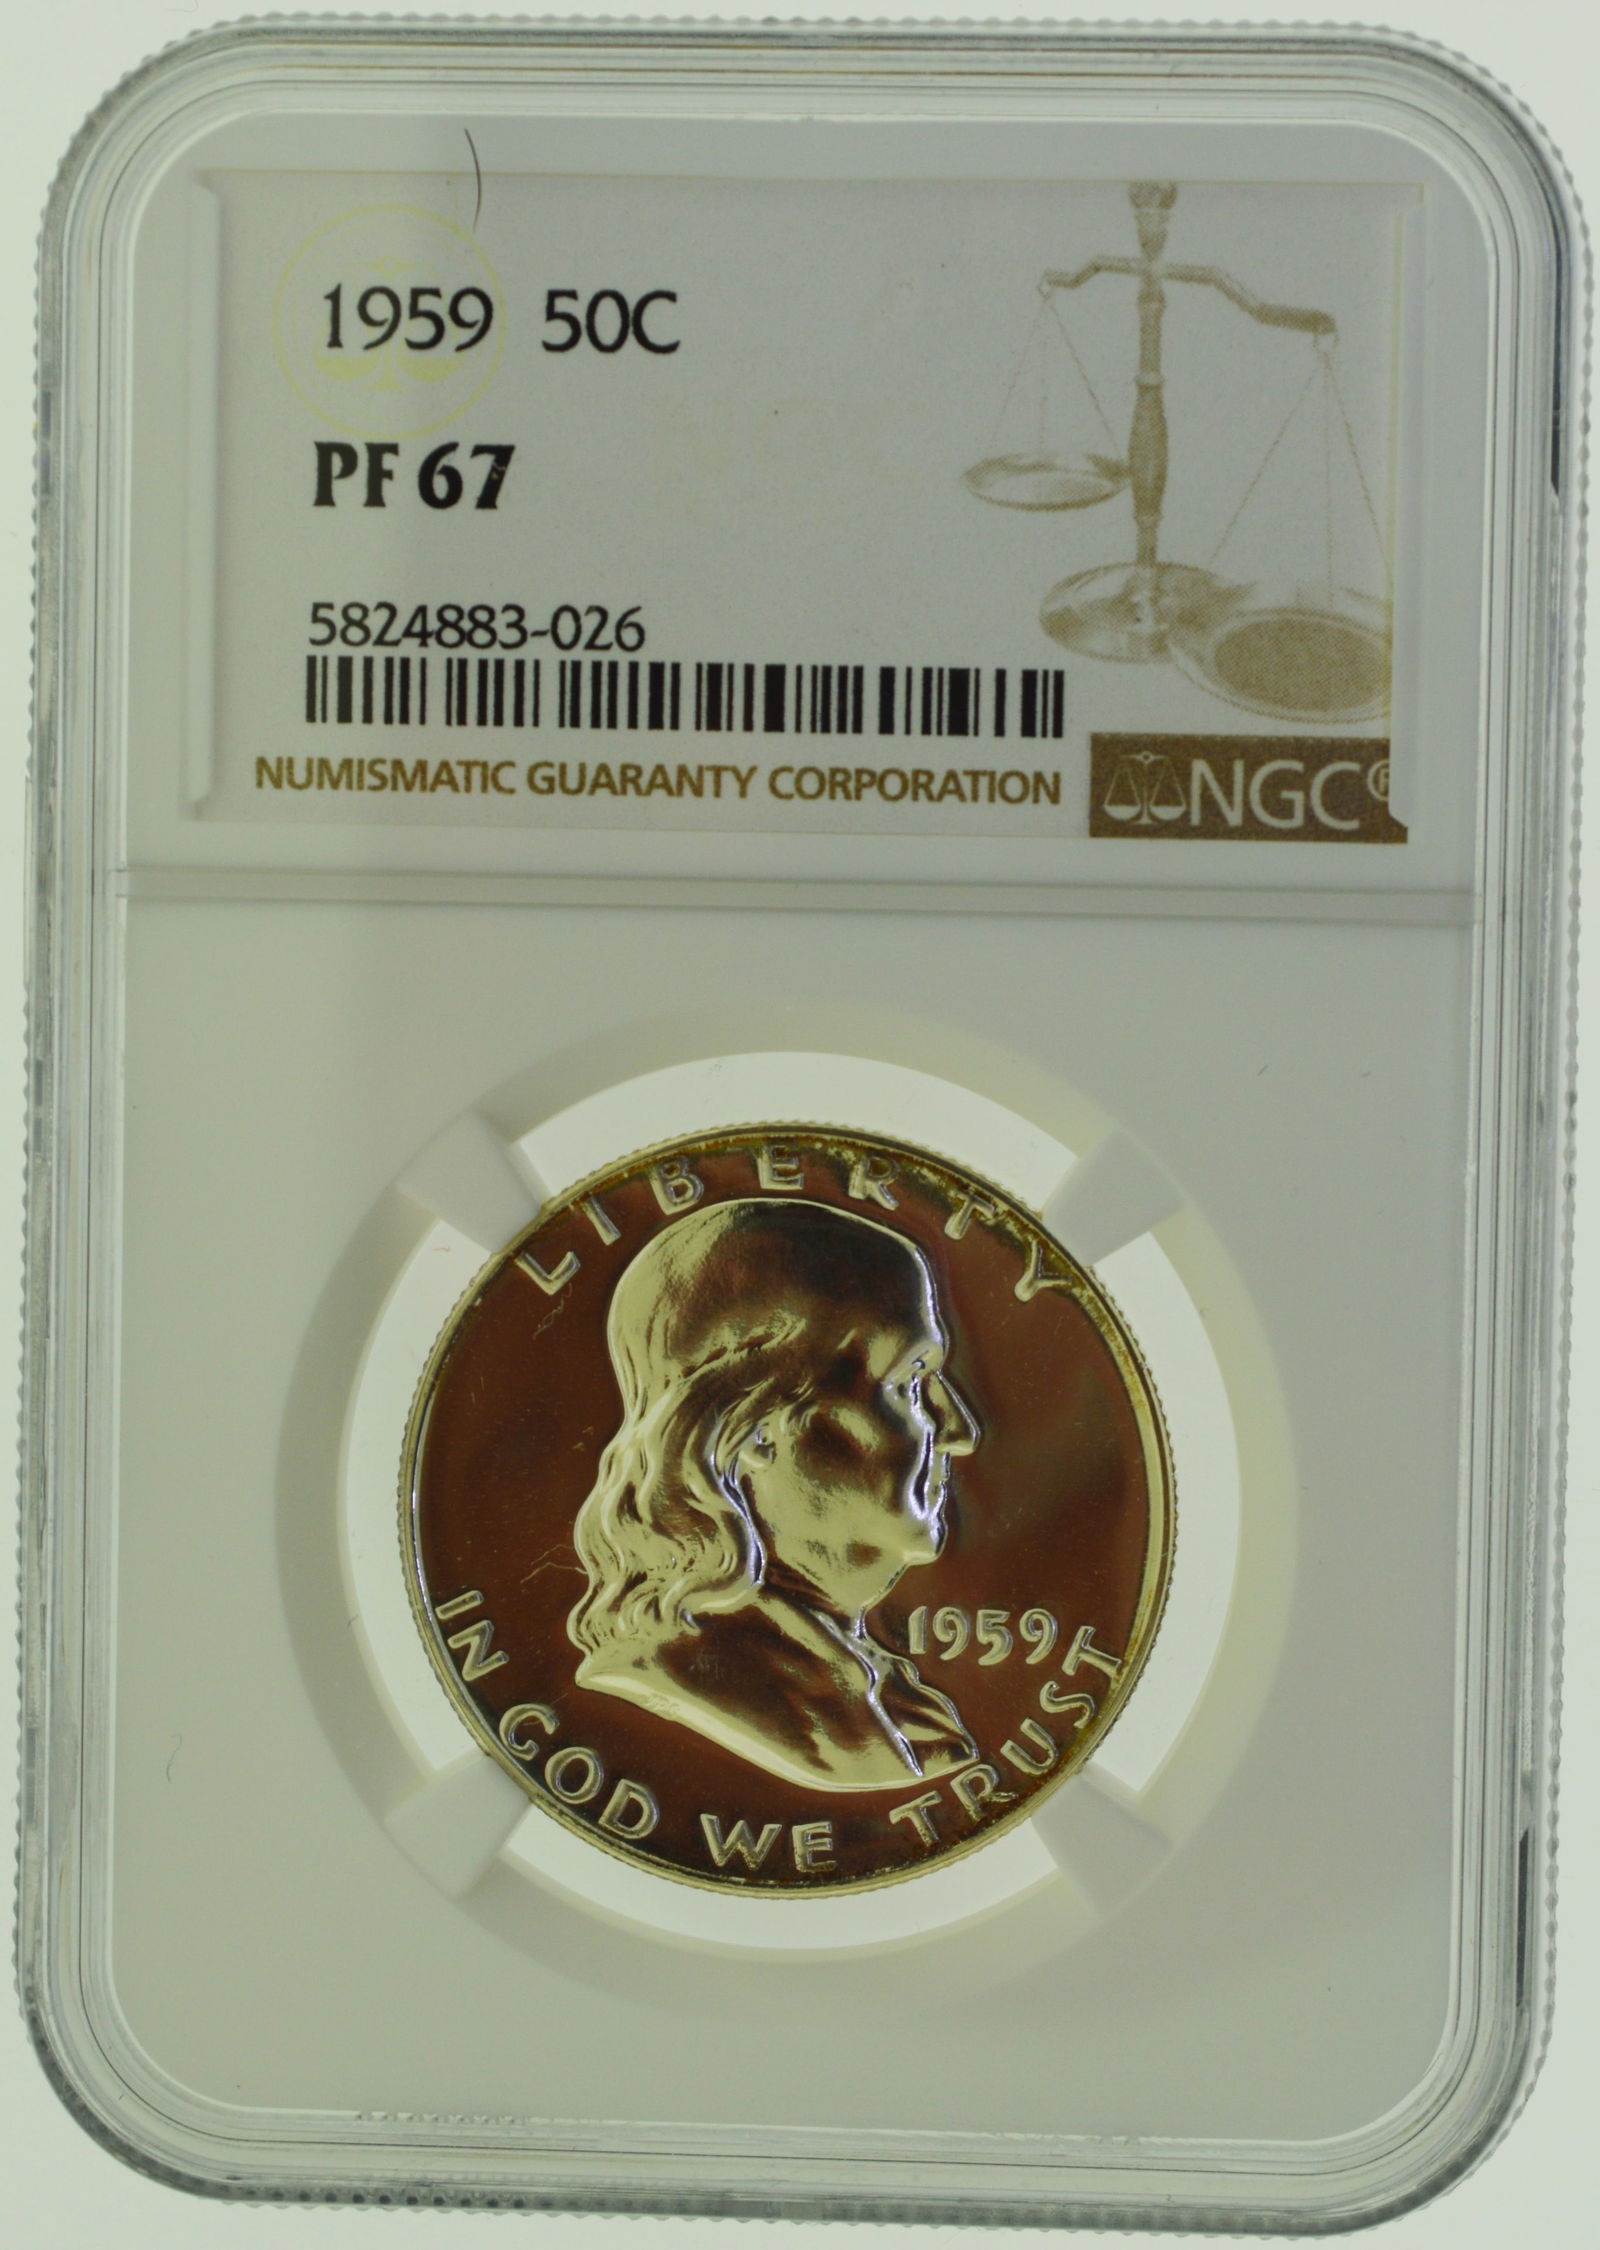 1959 50C
PF 67
5824883-026
NUMISMATIC GUARANTY CORPORATION
NGC®
LIBERTY
1959
IN GOD WE TRUST